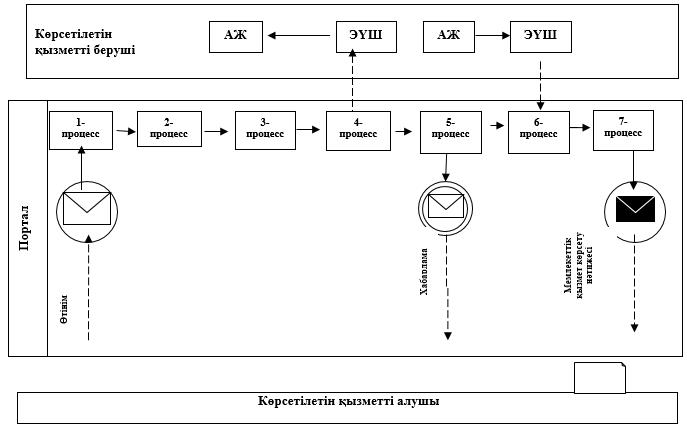 Көрсетілетін
қызметті беруші
АЖ
ЭҮШ
АЖ
ЭҮШ
Портал
1-
процесс
2-
процесс
3-
процесс
4-
процесс
5-
процесс
6-
процесс
7-
процесс
Өтінім
Хабарлама
Мемлекеттік
қызмет көрсету
нәтижесі
Көрсетілетін қызметті алушы